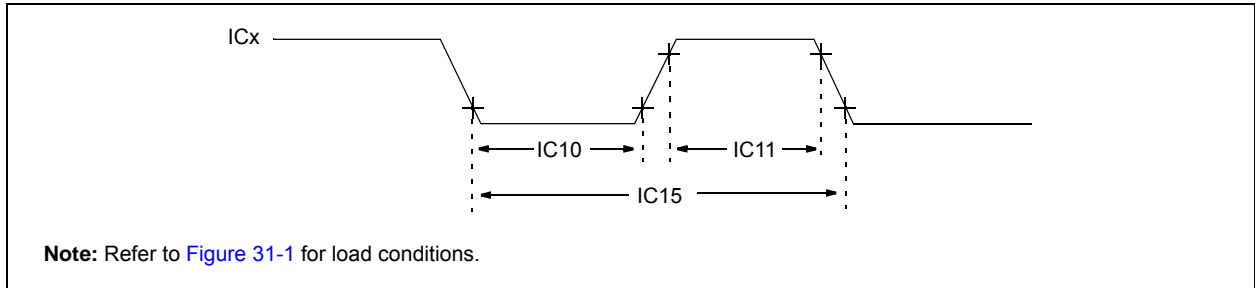 ICx
IC10
IC11
IC15
Note: Refer to Figure 31-1 for load conditions.